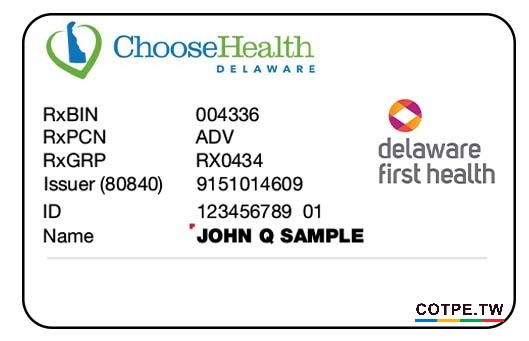 ChooseHealth
DELAWARE
RxBIN 004336
RxPCN ADV
RxGRP RX0434
Issuer (80840) 9151014609
ID 123456789 01
Name JOHN Q SAMPLE
delaware
first health
COTPE.TW